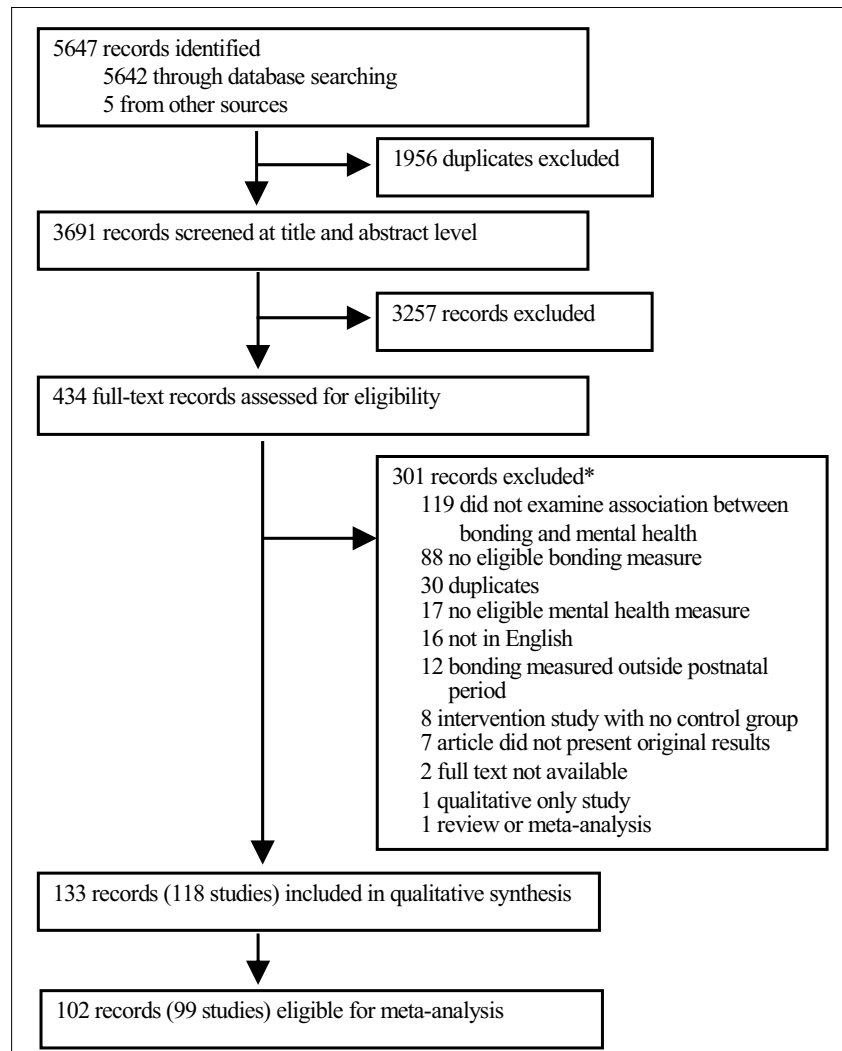 5647 records identified
5642 through database searching
5 from other sources
1956 duplicates excluded
3691 records screened at title and abstract level
3257 records excluded
434 full-text records assessed for eligibility
301 records excluded*
119 did not examine association between
bonding and mental health
88 no eligible bonding measure
30 duplicates
17 no eligible mental health measure
16 not in English
12 bonding measured outside postnatal
period
8 intervention study with no control group
7 article did not present original results
2 full text not available
1 qualitative only study
1 review or meta-analysis
133 records (118 studies) included in qualitative synthesis
102 records (99 studies) eligible for meta-analysis